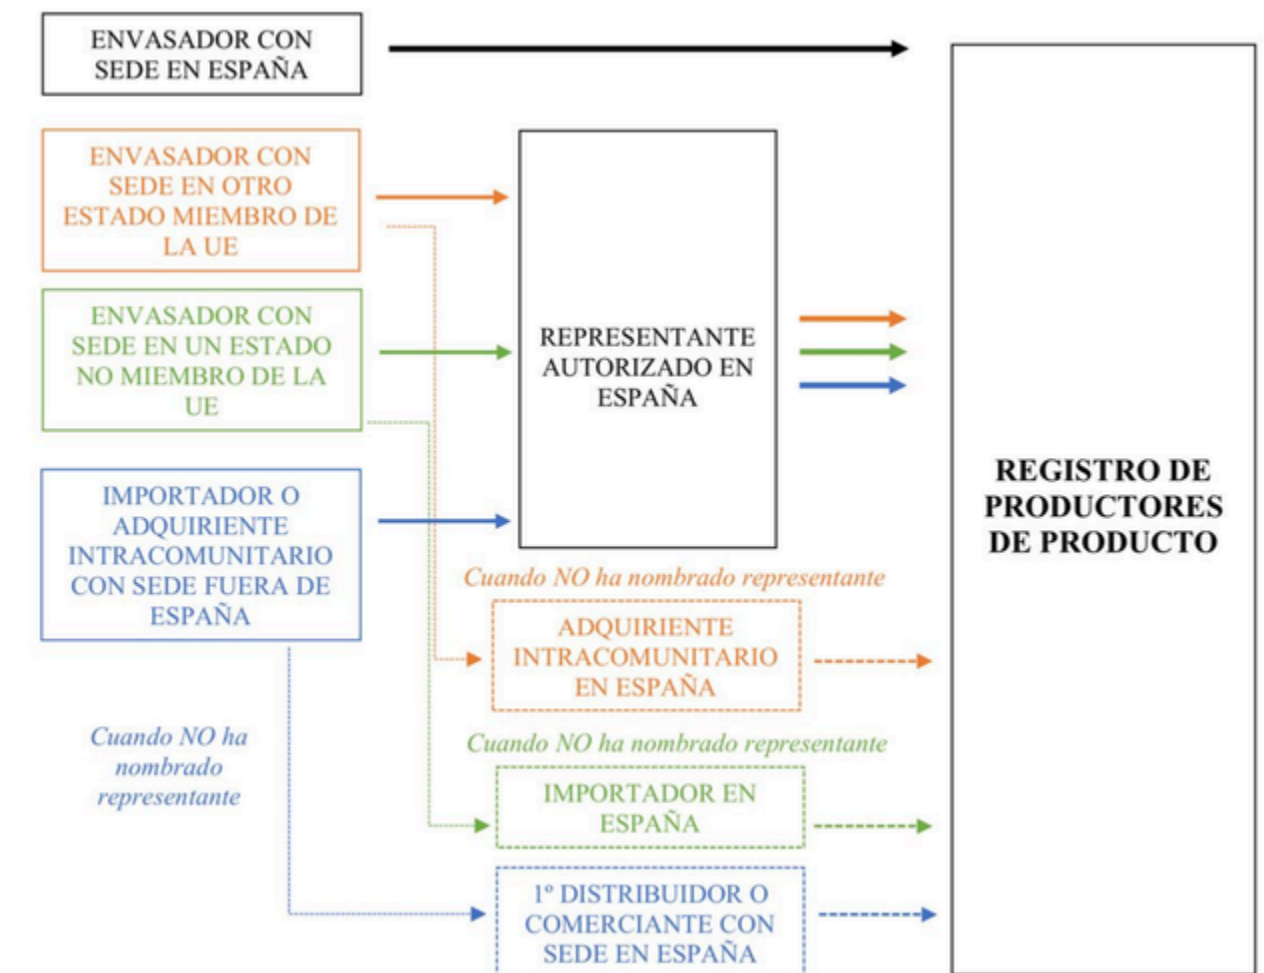 ENVASADOR CON
SEDE EN ESPAÑA
ENVASADOR CON
SEDE EN OTRO
ESTADO MIEMBRO DE
LA UE
ENVASADOR CON
SEDE EN UN ESTADO
NO MIEMBRO DE LA
UE
IMPORTADOR O
ADQUIRIENTE
INTRACOMUNITARIO
CON SEDE FUERA DE
ESPAÑA
Cuando NO ha
nombrado
representante
REPRESENTANTE
AUTORIZADO EN
ESPAÑA
Cuando NO ha nombrado representante
ADQUIRIENTE
INTRACOMUNITARIO
EN ESPAÑA
Cuando NO ha nombrado representante
IMPORTADOR EN
ESPAÑA
1º DISTRIBUIDOR O
COMERCIANTE CON
SEDE EN ESPAÑA
REGISTRO DE
PRODUCTORES
DE PRODUCTO